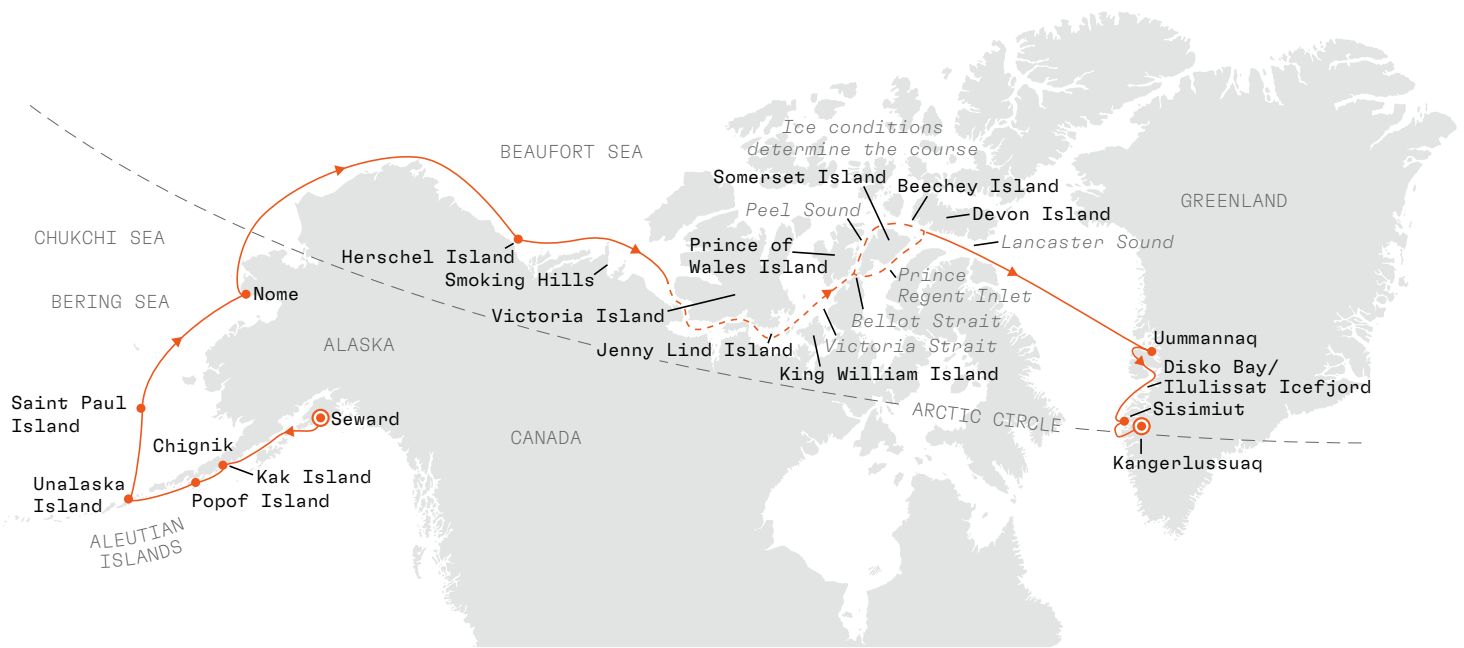 Ice conditions
determine the course
BEAUFORT SEA
Somerset Island
Beechey Island
Peel Sound
Devon Island
GREENLAND
CHUKCHI SEA
Lancaster Sound
Prince of
Wales Island
Herschel Island
Smoking Hills
Prince
Regent Inlet
BERING SEA
Nome
Victoria Island
Bellot Strait
ALASKA
Jenny Lind Island
Victoria Strait
King William Island
Uummannaq
Disko Bay/
Ilulissat Icefjord
Sisimiut
Saint Paul
Island
Seward
ARCTIC CIRCLE
CANADA
Chignik
Kak Island
Kangerlussuaq
Unalaska
Island
Popof Island
ALEUTIAN
ISLANDS